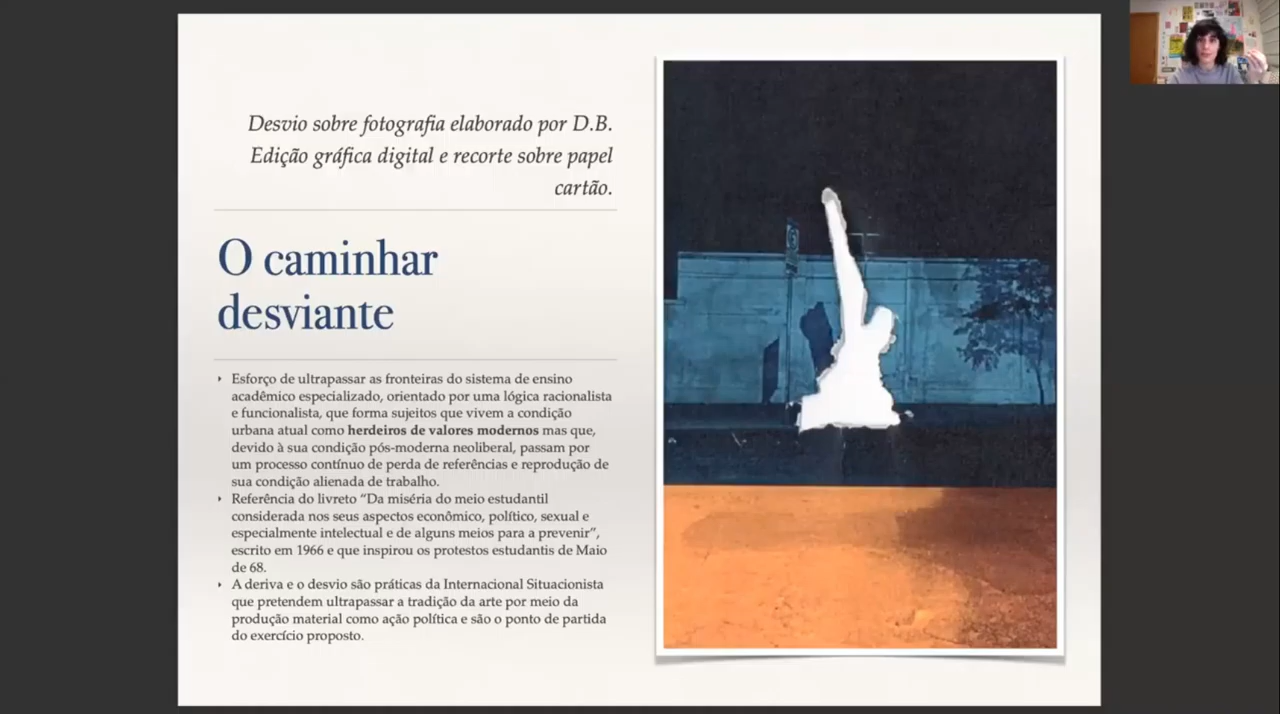 Desvio sobre fotografia elaborado por D.B.
Edição gráfica digital e recorte sobre papel
cartão.
O caminhar
desviante
‣ Esforço de ultrapassar as fronteiras do sistema de ensino
acadêmico especializado, orientado por uma lógica racionalista
e funcionalista, que forma sujeitos que vivem a condição
urbana atual como herdeiros de valores modernos mas que,
devido à sua condição pós-moderna neoliberal, passam por
um processo contínuo de perda de referências e reprodução de
sua condição alienada de trabalho.
‣ Referência do livreto “Da miséria do meio estudantil
considerada nos seus aspectos econômico, político, sexual e
especialmente intelectual e de alguns meios para a prevenir”,
escrito em 1966 e que inspirou os protestos estudantis de Maio
de 68.
‣ A deriva e o desvio são práticas da Internacional Situacionista
que pretendem ultrapassar a tradição da arte por meio da
produção material como ação política e são o ponto de partida
do exercício proposto.